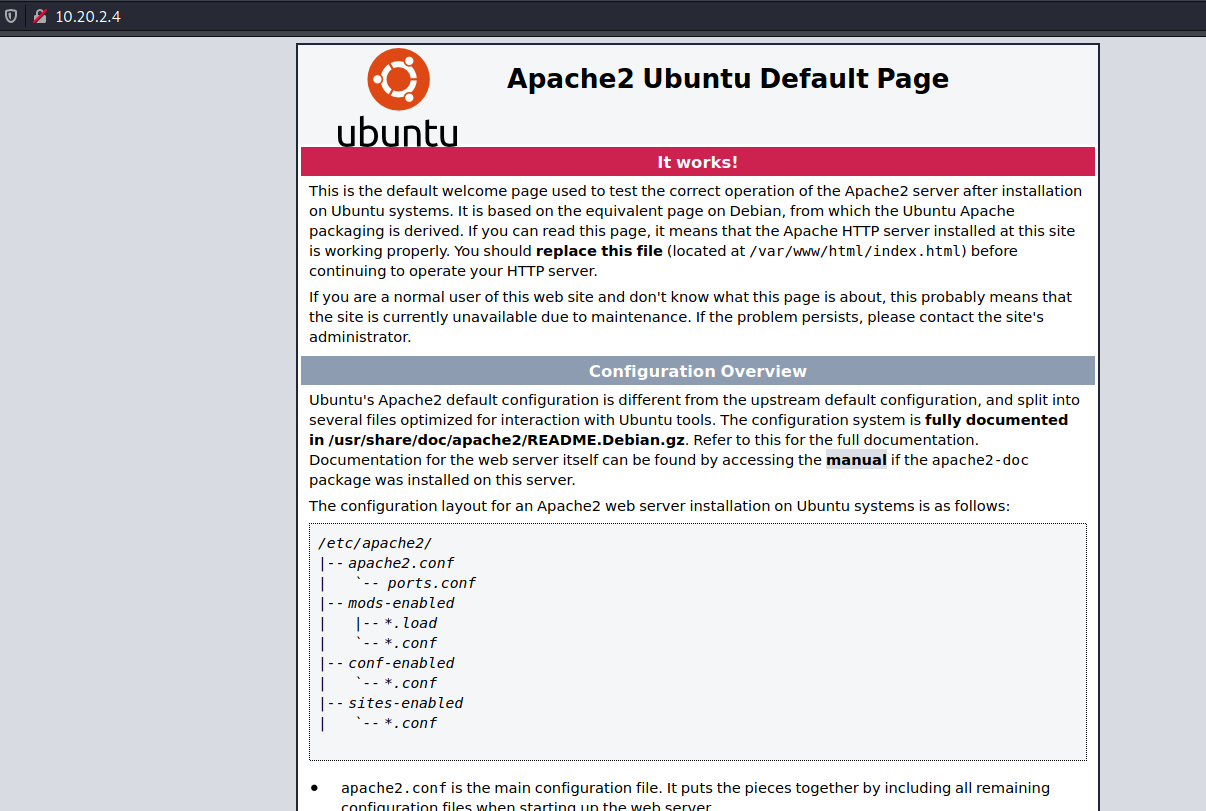 10.20.2.4
Apache2 Ubuntu Default Page
ubuntu
It works!
This is the default welcome page used to test the correct operation of the Apache2 server after installation
on Ubuntu systems. It is based on the equivalent page on Debian, from which the Ubuntu Apache
packaging is derived. If you can read this page, it means that the Apache HTTP server installed at this site
is working properly. You should replace this file (located at /var/www/html/index.html) before
continuing to operate your HTTP server.
If you are a normal user of this web site and don't know what this page is about, this probably means that
the site is currently unavailable due to maintenance. If the problem persists, please contact the site's
administrator.
Configuration Overview
Ubuntu's Apache2 default configuration is different from the upstream default configuration, and split into
several files optimized for interaction with Ubuntu tools. The configuration system is fully documented
in /usr/share/doc/apache2/README.Debian.gz. Refer to this for the full documentation.
Documentation for the web server itself can be found by accessing the manual if the apache2-doc
package was installed on this server.
The configuration layout for an Apache2 web server installation on Ubuntu systems is as follows:
/etc/apache2/
|-- apache2.conf
|   `-- ports.conf
|-- mods-enabled
|   |-- *.load
|   `-- *.conf
|-- conf-enabled
|   `-- *.conf
|-- sites-enabled
|   `-- *.conf
• apache2.conf is the main configuration file. It puts the pieces together by including all remaining
configuration files when starting up the web server.